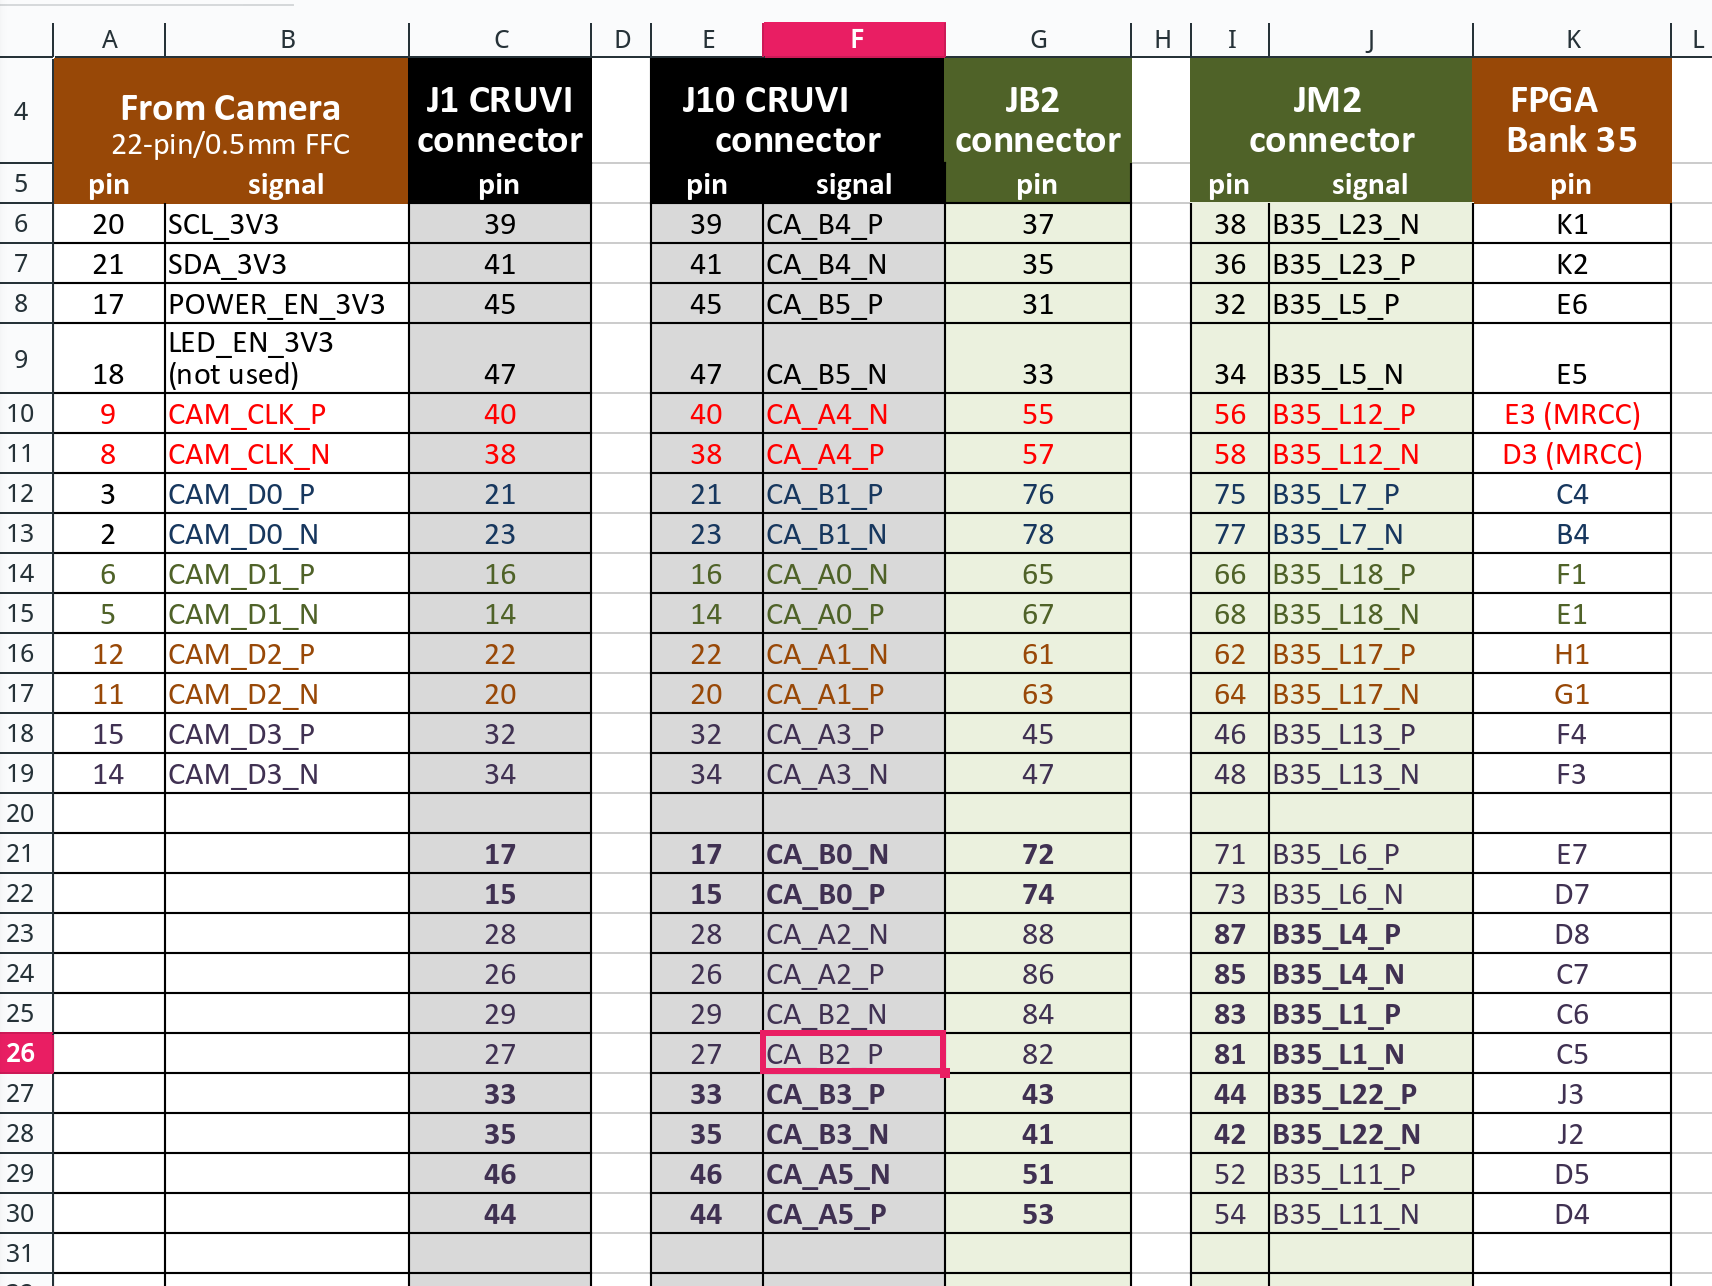 A B C D E F G H I J K L
4 From Camera 22-pin/0.5mm FFC J1 CRUVI connector J10 CRUVI connector JB2 connector JM2 connector FPGA Bank 35
5 pin signal pin pin signal pin pin signal pin
6 20 SCL_3V3 39 39 CA_B4_P 37 38 B35_L23_N K1
7 21 SDA_3V3 41 41 CA_B4_N 35 36 B35_L23_P K2
8 17 POWER_EN_3V3 45 45 CA_B5_P 31 32 B35_L5_P E6
9 18 LED_EN_3V3 (not used) 47 47 CA_B5_N 33 34 B35_L5_N E5
10 9 CAM_CLK_P 40 40 CA_A4_N 55 56 B35_L12_P E3 (MRCC)
11 8 CAM_CLK_N 38 38 CA_A4_P 57 58 B35_L12_N D3 (MRCC)
12 3 CAM_D0_P 21 21 CA_B1_P 76 75 B35_L7_P C4
13 2 CAM_D0_N 23 23 CA_B1_N 78 77 B35_L7_N B4
14 6 CAM_D1_P 16 16 CA_A0_N 65 66 B35_L18_P F1
15 5 CAM_D1_N 14 14 CA_A0_P 67 68 B35_L18_N E1
16 12 CAM_D2_P 22 22 CA_A1_N 61 62 B35_L17_P H1
17 11 CAM_D2_N 20 20 CA_A1_P 63 64 B35_L17_N G1
18 15 CAM_D3_P 32 32 CA_A3_P 45 46 B35_L13_P F4
19 14 CAM_D3_N 34 34 CA_A3_N 47 48 B35_L13_N F3
20
21 17 17 CA_B0_N 72 71 B35_L6_P E7
22 15 15 CA_B0_P 74 73 B35_L6_N D7
23 28 28 CA_A2_N 88 87 B35_L4_P D8
24 26 26 CA_A2_P 86 85 B35_L4_N C7
25 29 29 CA_B2_N 84 83 B35_L1_P C6
26 27 27 CA_B2_P 82 81 B35_L1_N C5
27 33 33 CA_B3_P 43 44 B35_L22_P J3
28 35 35 CA_B3_N 41 42 B35_L22_N J2
29 46 46 CA_A5_N 51 52 B35_L11_P D5
30 44 44 CA_A5_P 53 54 B35_L11_N D4
31